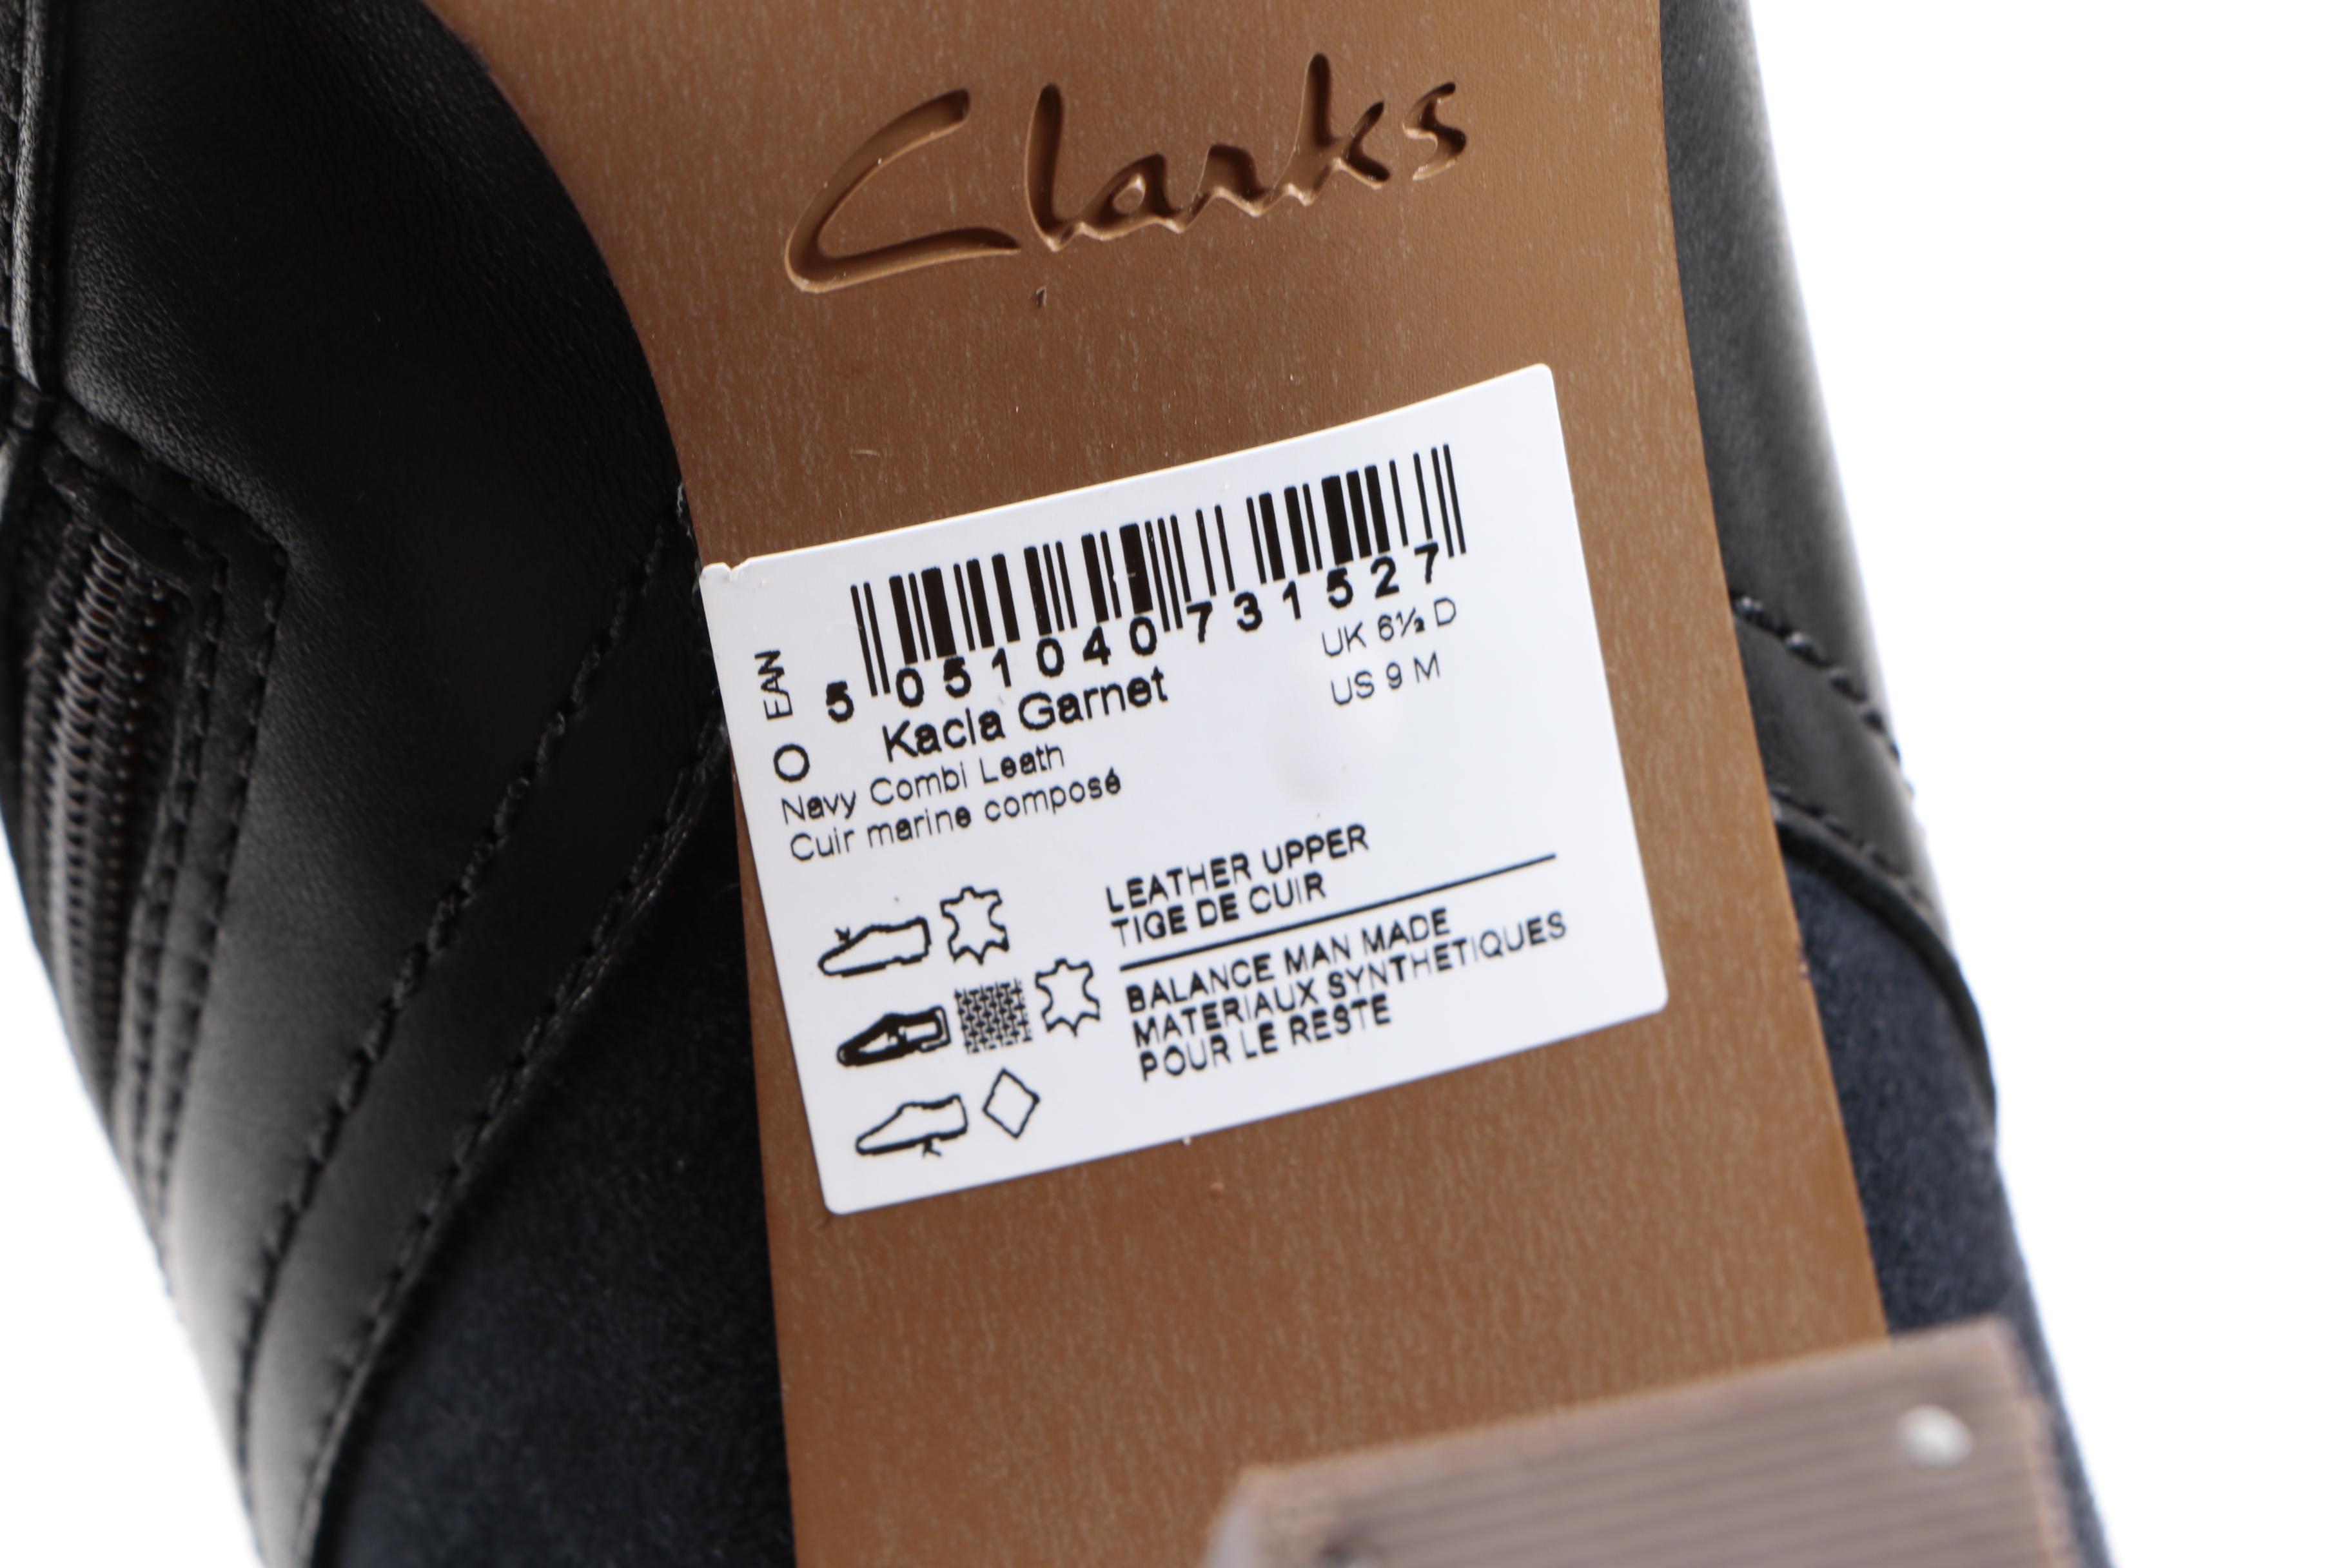 Clarks
EAN
5 051040 731527
UK 6½ D
US 9 M
O
Kacia Garnet
Navy Combi Leath
Cuir marine composé
LEATHER UPPER
TIGE DE CUIR
BALANCE MAN MADE
MATERIAUX SYNTHETIQUES
POUR LE RESTE